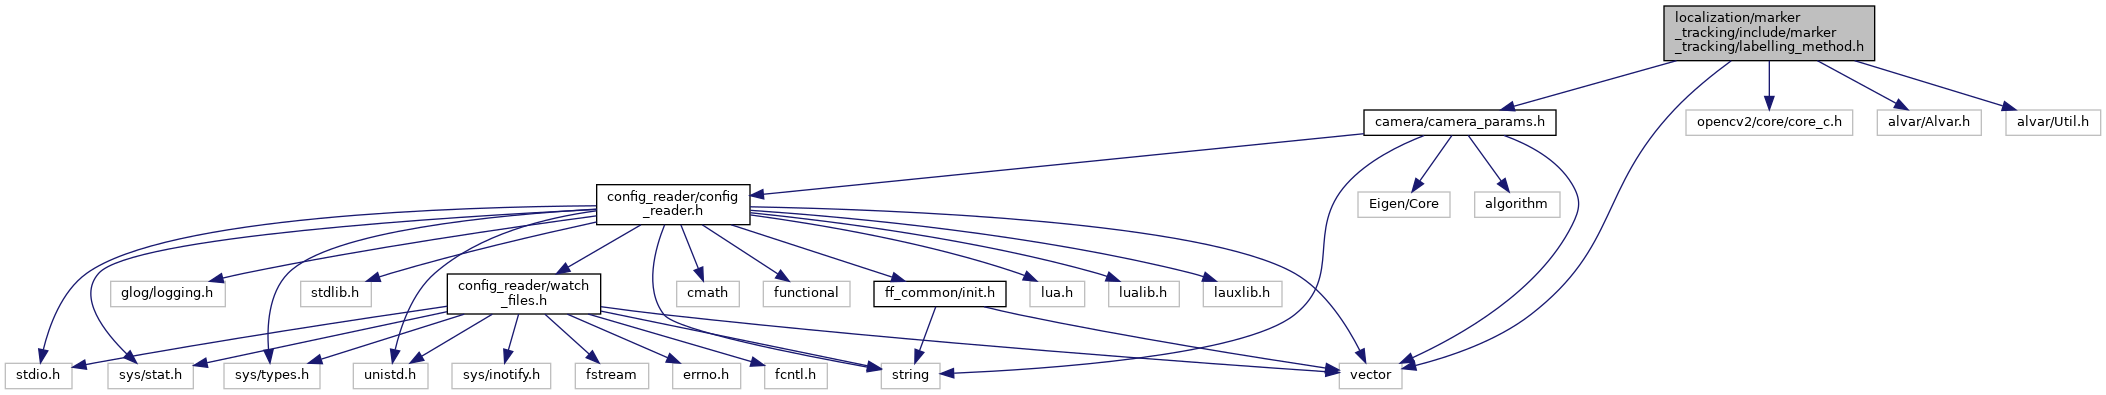 localization/marker
_tracking/include/marker
_tracking/labelling_method.h
camera/camera_params.h
opencv2/core/core_c.h
alvar/Alvar.h
alvar/Util.h
config_reader/config
_reader.h
Eigen/Core
algorithm
glog/logging.h
stdlib.h
config_reader/watch
_files.h
cmath
functional
ff_common/init.h
lua.h
lualib.h
lauxlib.h
stdio.h
sys/stat.h
sys/types.h
unistd.h
sys/inotify.h
fstream
errno.h
fcntl.h
string
vector